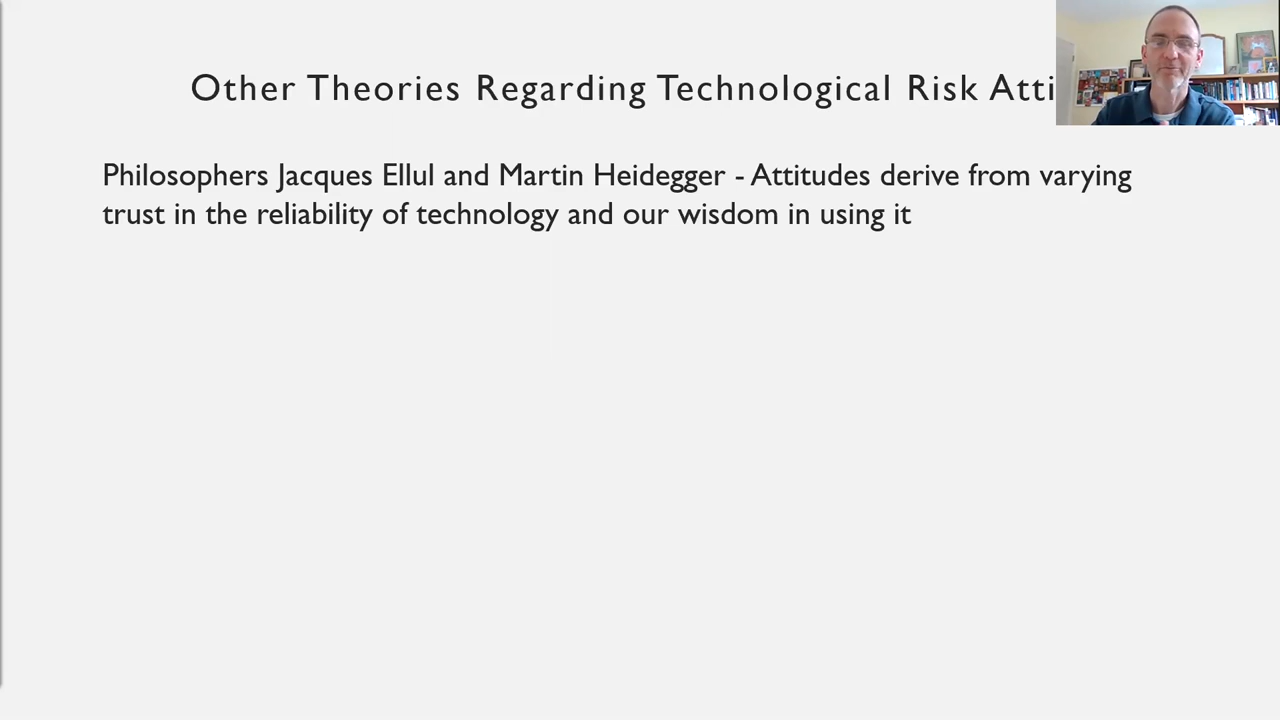 Other Theories Regarding Technological Risk Atti
Philosophers Jacques Ellul and Martin Heidegger - Attitudes derive from varying
trust in the reliability of technology and our wisdom in using it